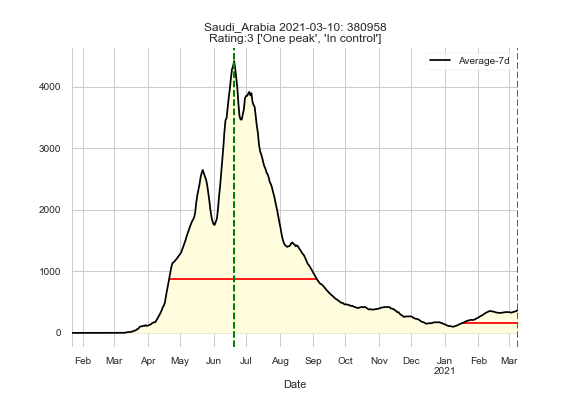 Saudi_Arabia 2021-03-10: 380958
Rating:3 ['One peak', 'In control']
Average-7d
4000
3000
2000
1000
0
Feb Mar Apr May Jun Jul Aug Sep Oct Nov Dec Jan Feb Mar
2021
Date